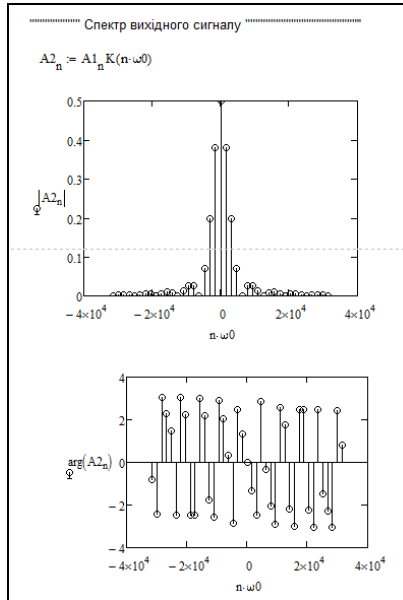 """""""""" Спектр вихідного сигналу """"""""""""""""""
A2ₙ := A1ₙ K(n·ω0)
0.5
0.4
0.3
|A2ₙ|
0.2
0.1
0
−4×10⁴ −2×10⁴ 0 2×10⁴ 4×10⁴
n·ω0
4
2
arg(A2ₙ) 0
−2
−4
−4×10⁴ −2×10⁴ 0 2×10⁴ 4×10⁴
n·ω0